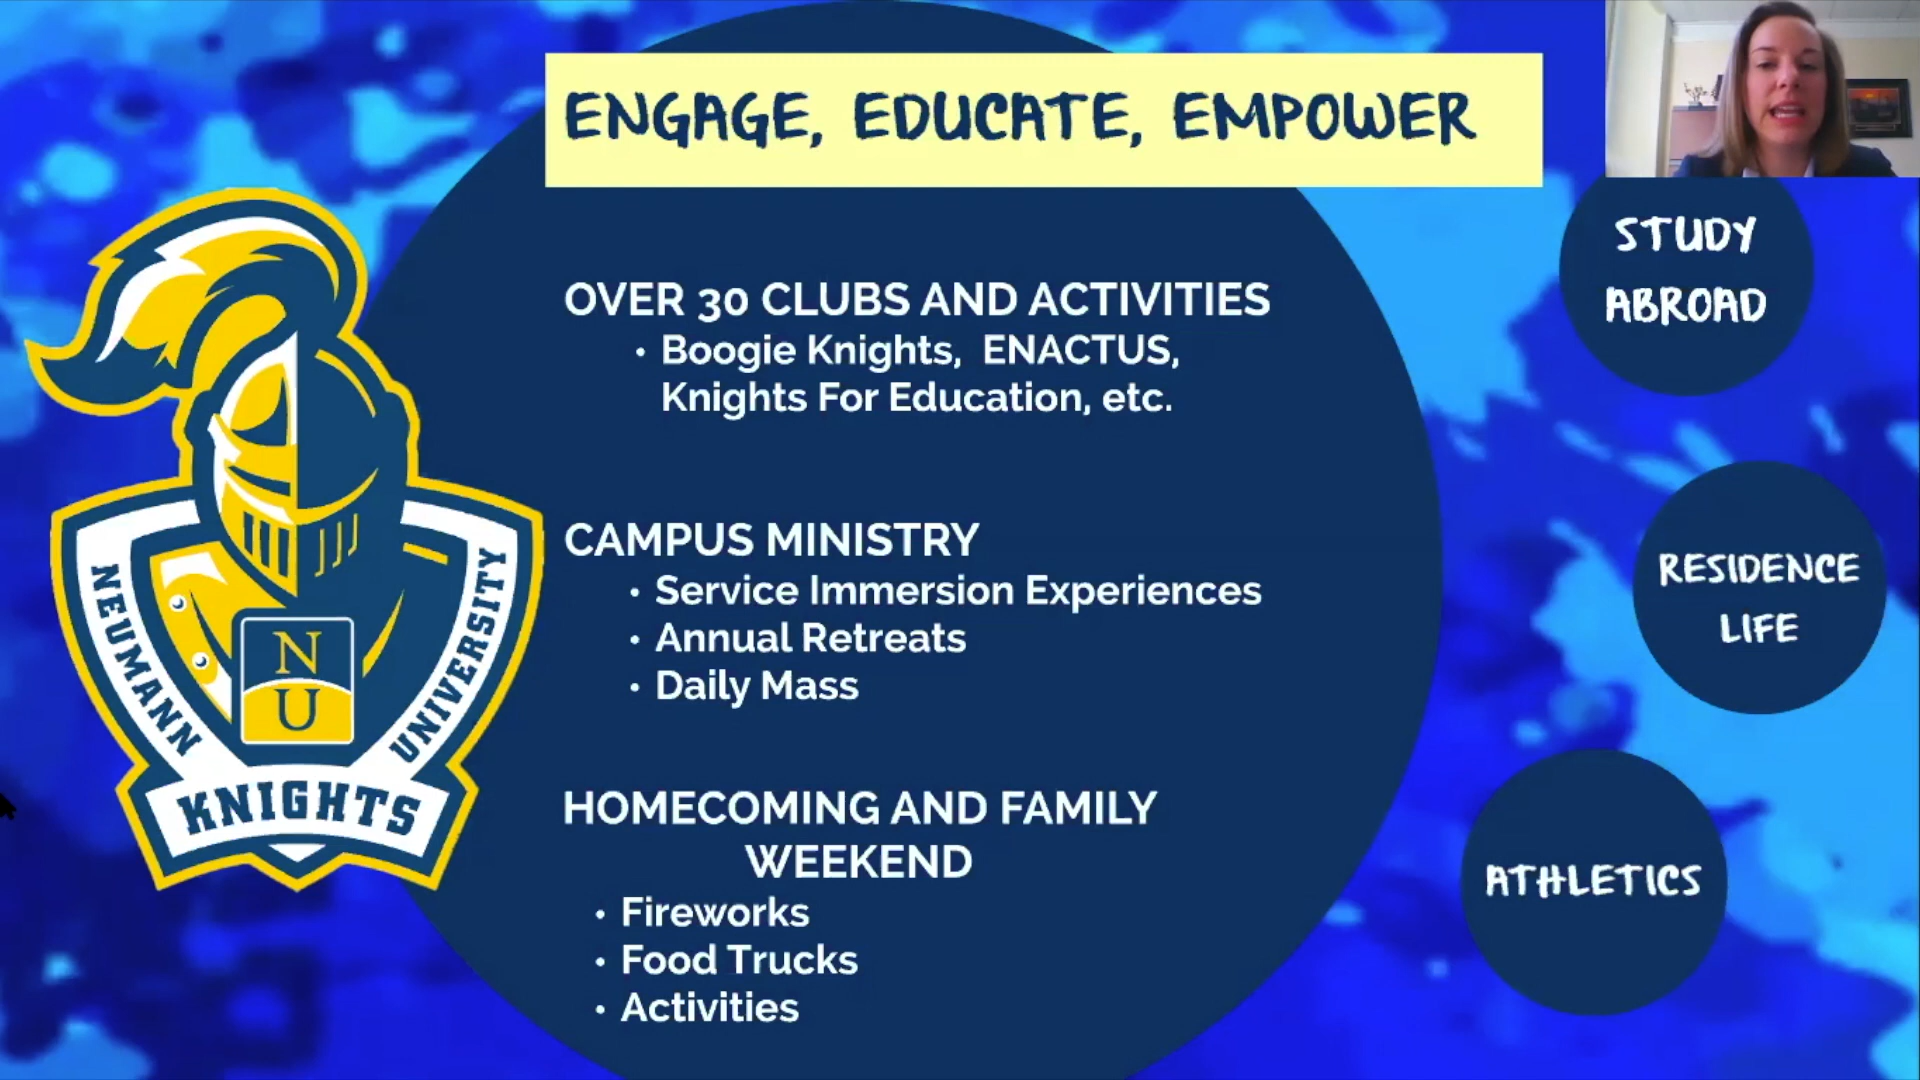 ENGAGE, EDUCATE, EMPOWER
OVER 30 CLUBS AND ACTIVITIES
• Boogie Knights, ENACTUS,
Knights For Education, etc.
CAMPUS MINISTRY
• Service Immersion Experiences
• Annual Retreats
• Daily Mass
HOMECOMING AND FAMILY
WEEKEND
• Fireworks
• Food Trucks
• Activities
STUDY
ABROAD
RESIDENCE
LIFE
ATHLETICS
NEUMANN
UNIVERSITY
N
U
KNIGHTS